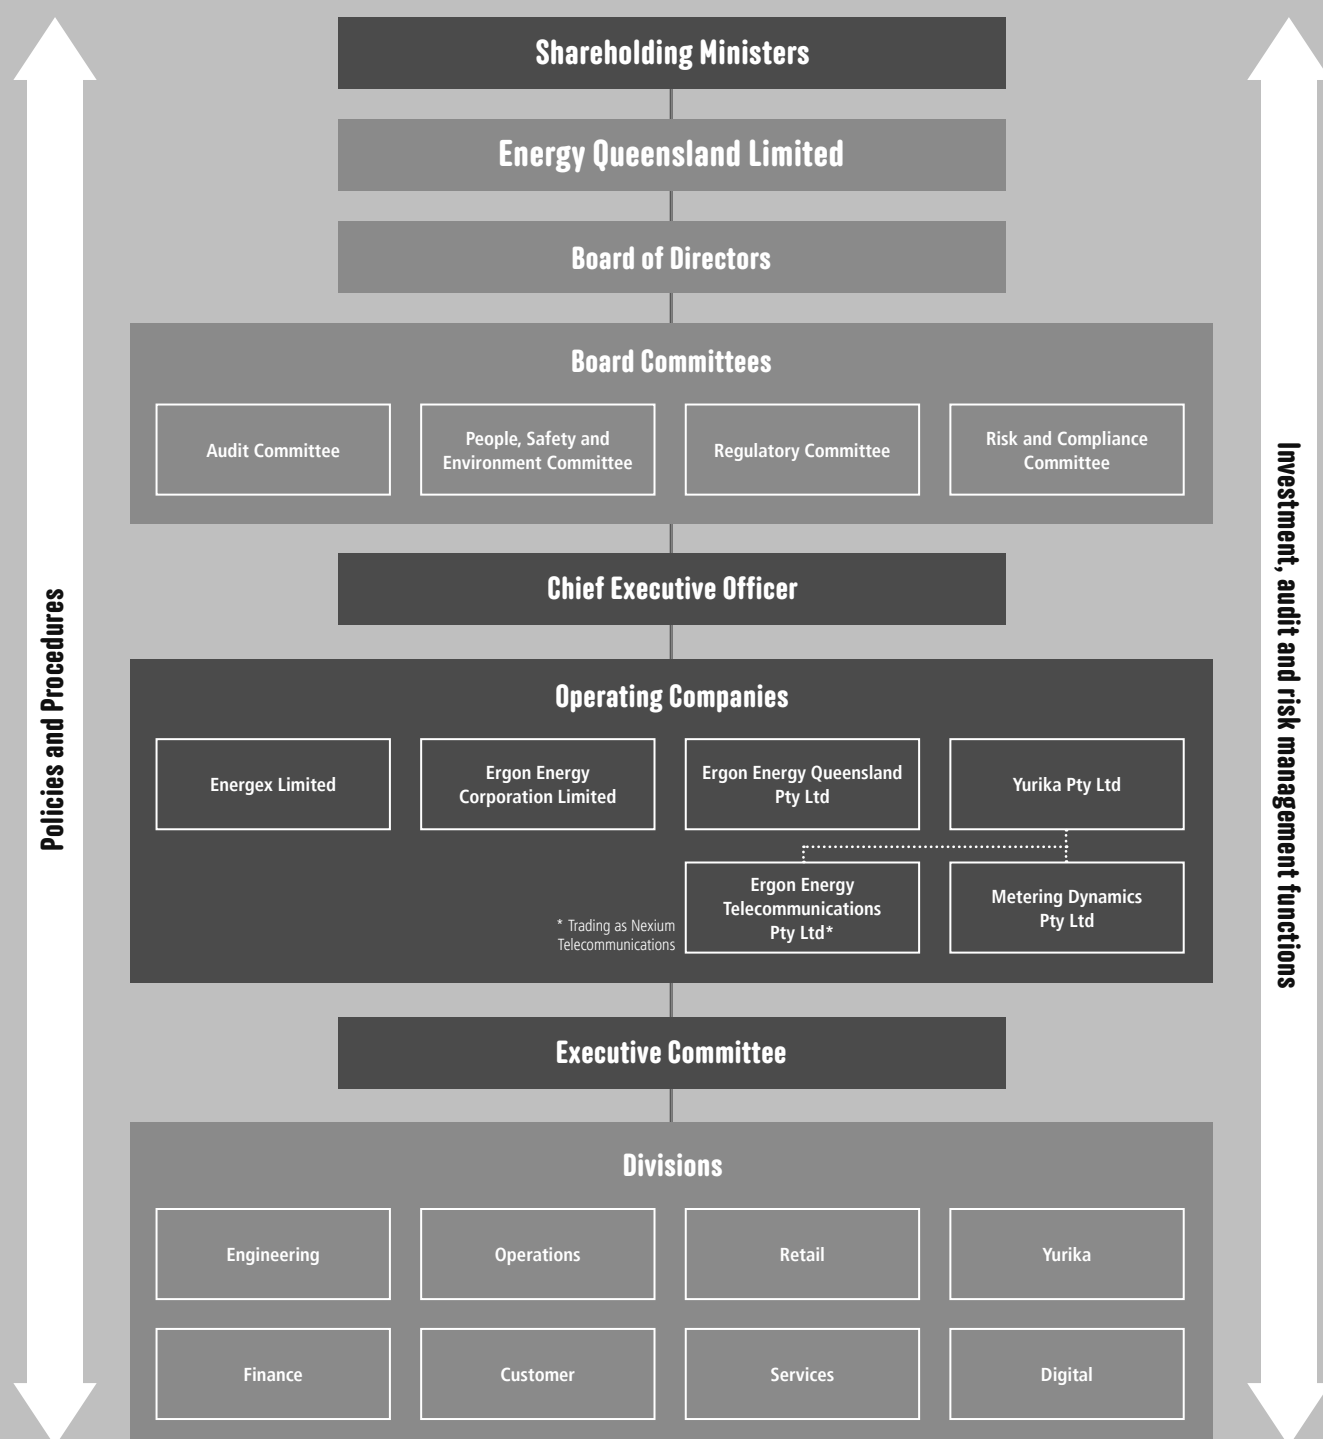 Shareholding Ministers
Energy Queensland Limited
Board of Directors
Board Committees
Audit Committee
People, Safety and
Environment Committee
Regulatory Committee
Risk and Compliance
Committee
Chief Executive Officer
Operating Companies
Energex Limited
Ergon Energy
Corporation Limited
Ergon Energy Queensland
Pty Ltd
Yurika Pty Ltd
Ergon Energy
Telecommunications
Pty Ltd*
Metering Dynamics
Pty Ltd
* Trading as Nexium
Telecommunications
Executive Committee
Divisions
Engineering
Operations
Retail
Yurika
Finance
Customer
Services
Digital
Policies and Procedures
Investment, audit and risk management functions